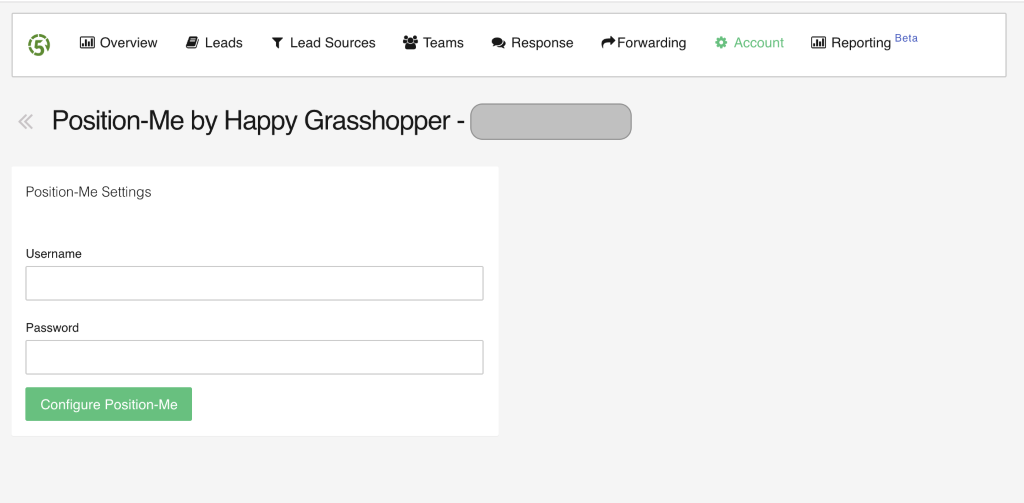 5 Overview Leads Lead Sources Teams Response Forwarding Account Reporting Beta
Position-Me by Happy Grasshopper -
Position-Me Settings
Username
Password
Configure Position-Me